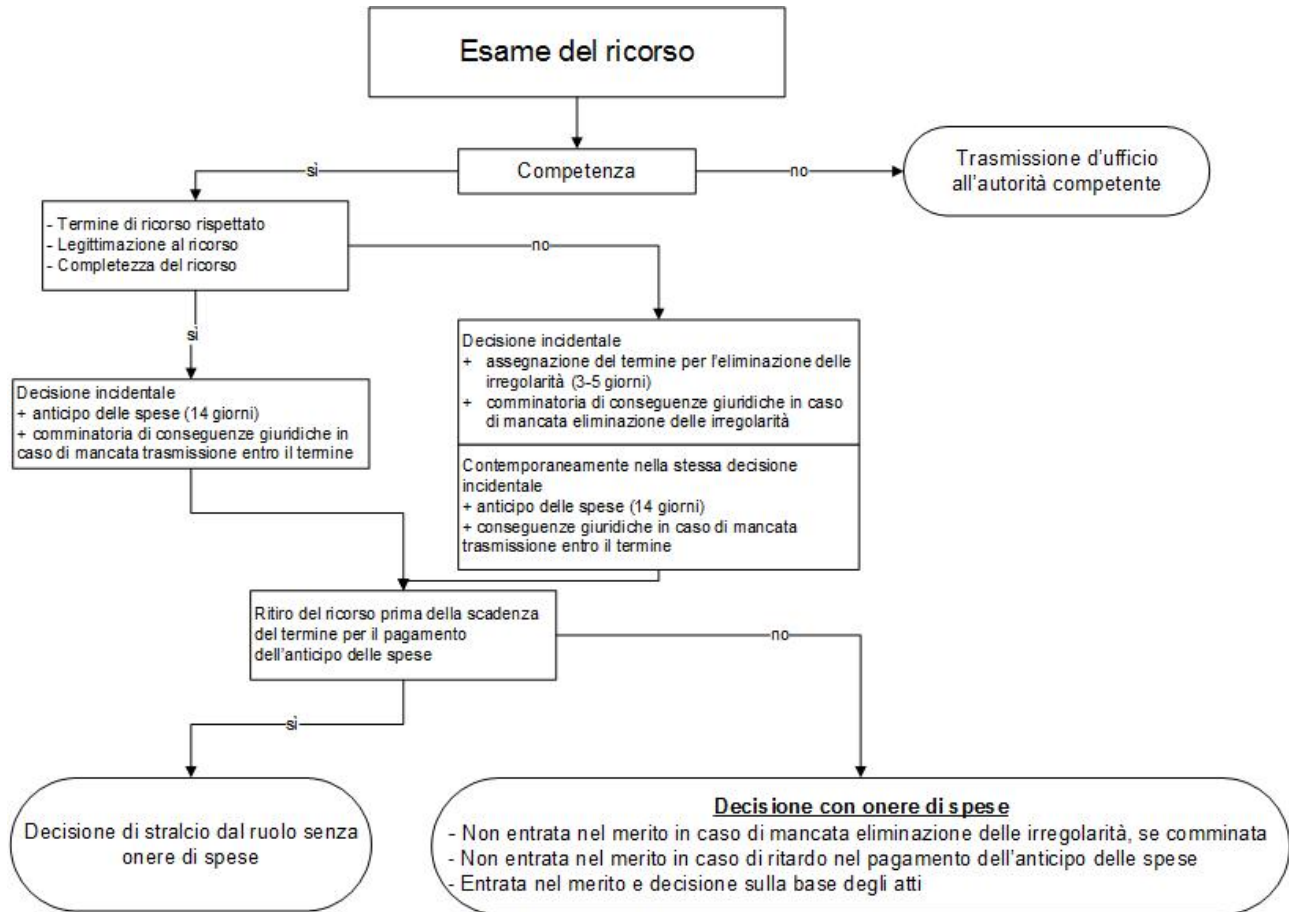 Esame del ricorso
Competenza
sì
no
Trasmissione d'ufficio
all'autorità competente
- Termine di ricorso rispettato
- Legittimazione al ricorso
- Completezza del ricorso
no
sì
Decisione incidentale
+ assegnazione del termine per l'eliminazione delle
irregolarità (3-5 giorni)
+ comminatoria di conseguenze giuridiche in caso
di mancata eliminazione delle irregolarità
Decisione incidentale
+ anticipo delle spese (14 giorni)
+ comminatoria di conseguenze giuridiche in
caso di mancata trasmissione entro il termine
Contemporaneamente nella stessa decisione
incidentale
+ anticipo delle spese (14 giorni)
+ conseguenze giuridiche in caso di mancata
trasmissione entro il termine
Ritiro del ricorso prima della scadenza
del termine per il pagamento
dell'anticipo delle spese
no
sì
Decisione di stralcio dal ruolo senza
onere di spese
Decisione con onere di spese
- Non entrata nel merito in caso di mancata eliminazione delle irregolarità, se comminata
- Non entrata nel merito in caso di ritardo nel pagamento dell'anticipo delle spese
- Entrata nel merito e decisione sulla base degli atti